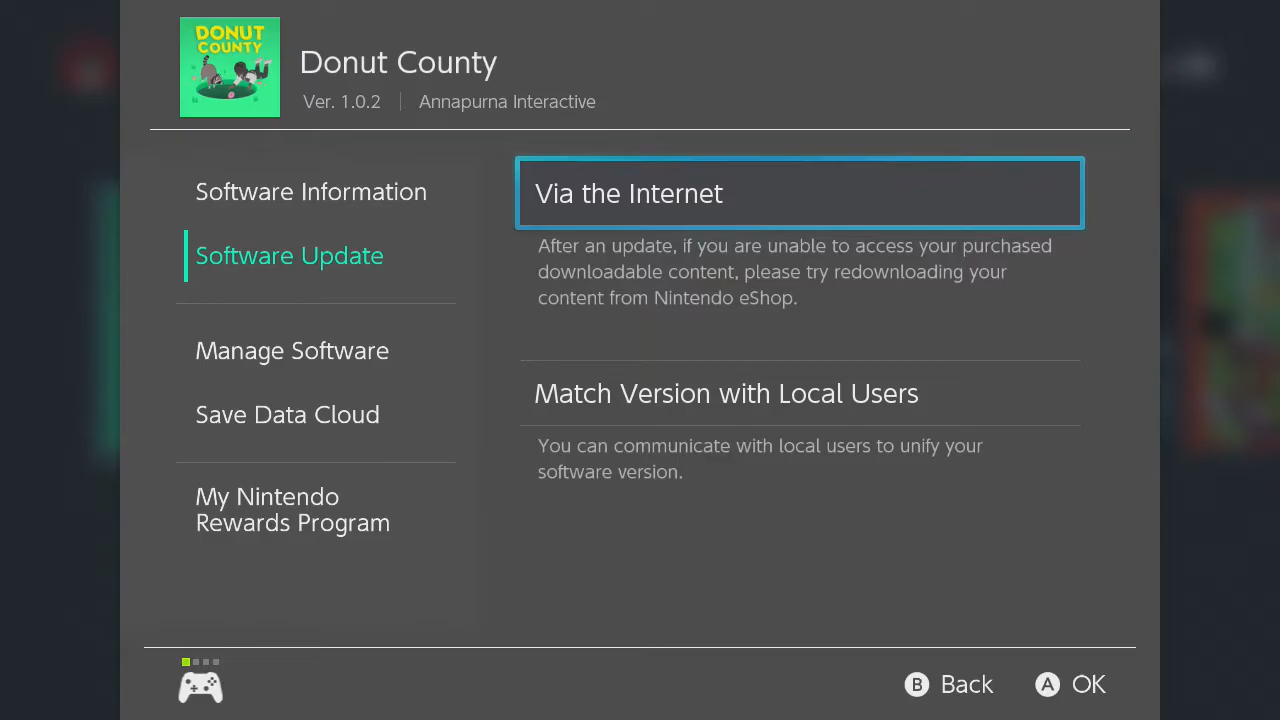 DONUT
COUNTY
Donut County
Ver. 1.0.2 | Annapurna Interactive
Software Information
Software Update
Manage Software
Save Data Cloud
My Nintendo
Rewards Program
Via the Internet
After an update, if you are unable to access your purchased
downloadable content, please try redownloading your
content from Nintendo eShop.
Match Version with Local Users
You can communicate with local users to unify your
software version.
B Back
A OK